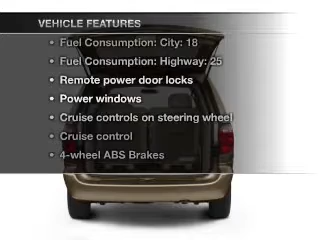 VEHICLE FEATURES
• Fuel Consumption: City: 18
• Fuel Consumption: Highway: 25
• Remote power door locks
• Power windows
• Cruise controls on steering wheel
• Cruise control
• 4-wheel ABS Brakes